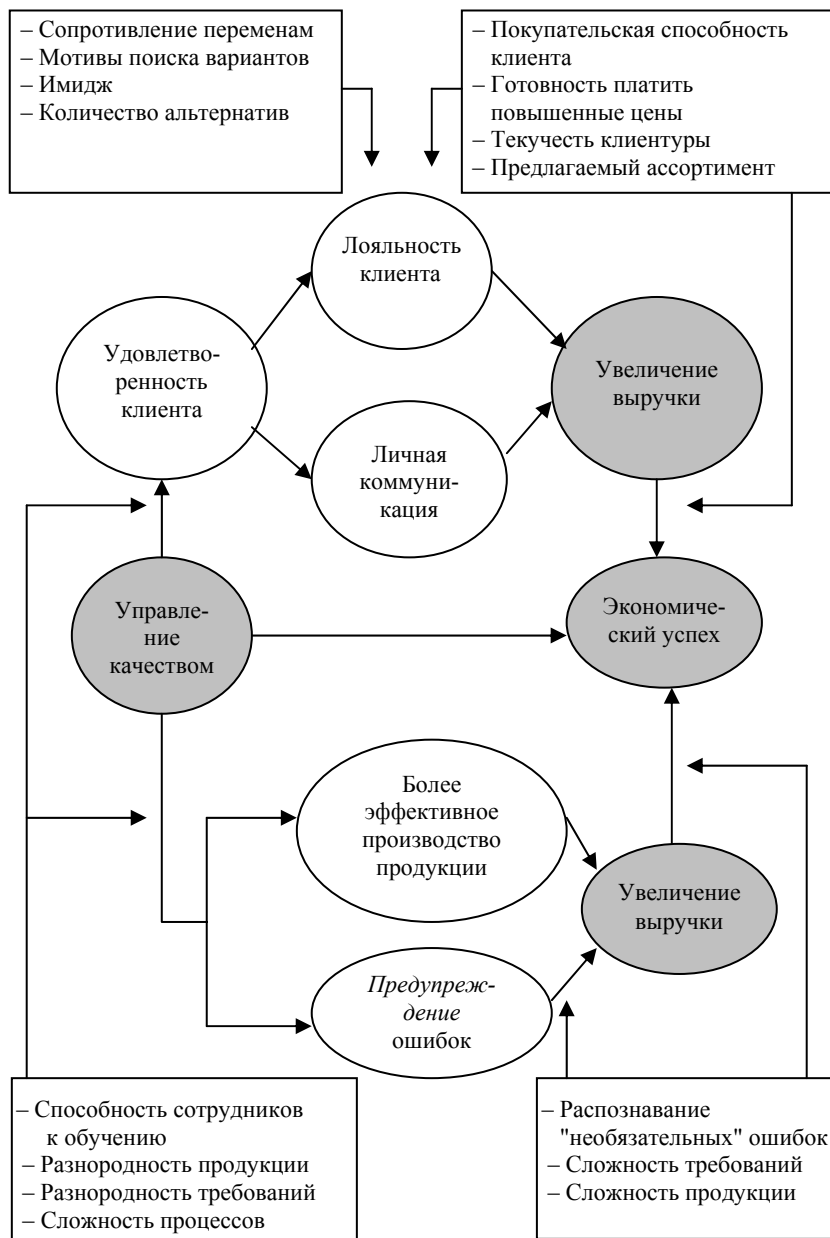 – Сопротивление переменам
– Мотивы поиска вариантов
– Имидж
– Количество альтернатив
– Покупательская способность
клиента
– Готовность платить
повышенные цены
– Текучесть клиентуры
– Предлагаемый ассортимент
Лояльность
клиента
Удовлетво-
ренность
клиента
Увеличение
выручки
Личная
коммуни-
кация
Управле-
ние
качеством
Экономиче-
ский успех
Более
эффективное
производство
продукции
Увеличение
выручки
Предупреж-
дение
ошибок
– Способность сотрудников
к обучению
– Разнородность продукции
– Разнородность требований
– Сложность процессов
– Распознавание
"необязательных" ошибок
– Сложность требований
– Сложность продукции